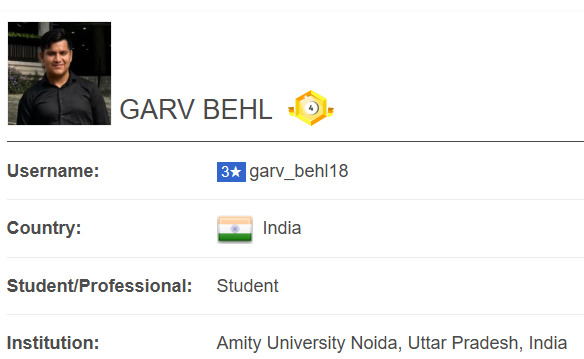 GARV BEHL 4
Username: 3★ garv_behl18
Country: India
Student/Professional: Student
Institution: Amity University Noida, Uttar Pradesh, India